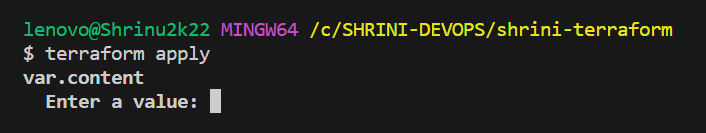 lenovo@Shrinu2k22 MINGW64 /c/SHRINI-DEVOPS/shrini-terraform
$ terraform apply
var.content
  Enter a value: